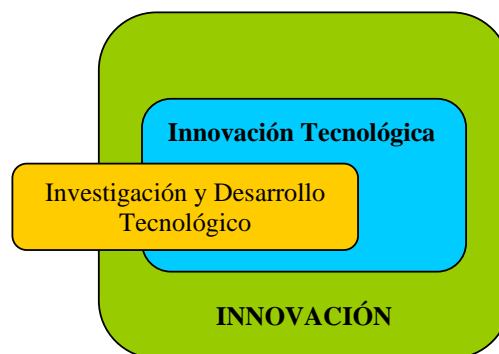 Innovación Tecnológica
Investigación y Desarrollo
Tecnológico
INNOVACIÓN